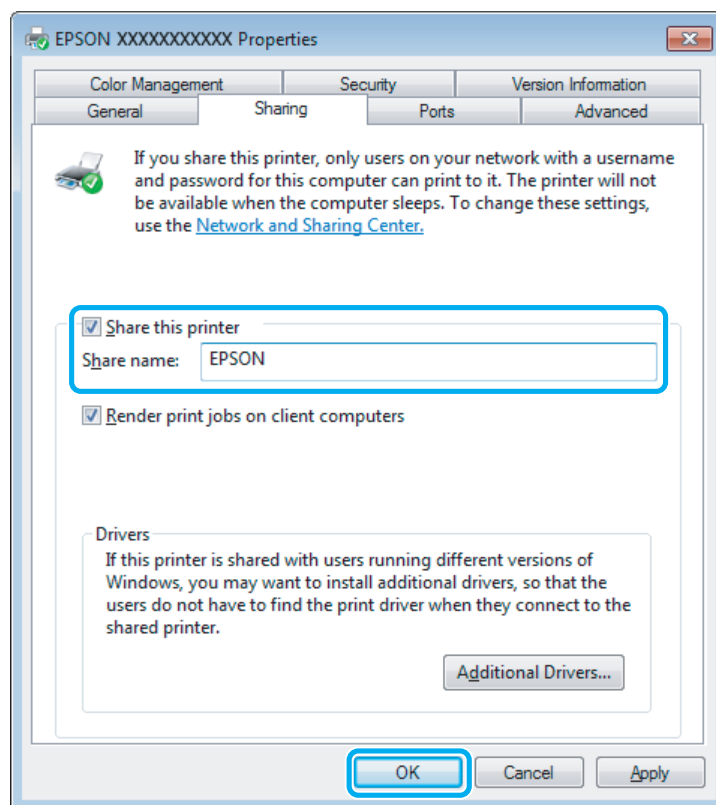 EPSON XXXXXXXXXXX Properties
Color Management Security Version Information
General Sharing Ports Advanced
If you share this printer, only users on your network with a username
and password for this computer can print to it. The printer will not
be available when the computer sleeps. To change these settings,
use the Network and Sharing Center.
Share this printer
Share name: EPSON
Render print jobs on client computers
Drivers
If this printer is shared with users running different versions of
Windows, you may want to install additional drivers, so that the
users do not have to find the print driver when they connect to the
shared printer.
Additional Drivers...
OK Cancel Apply